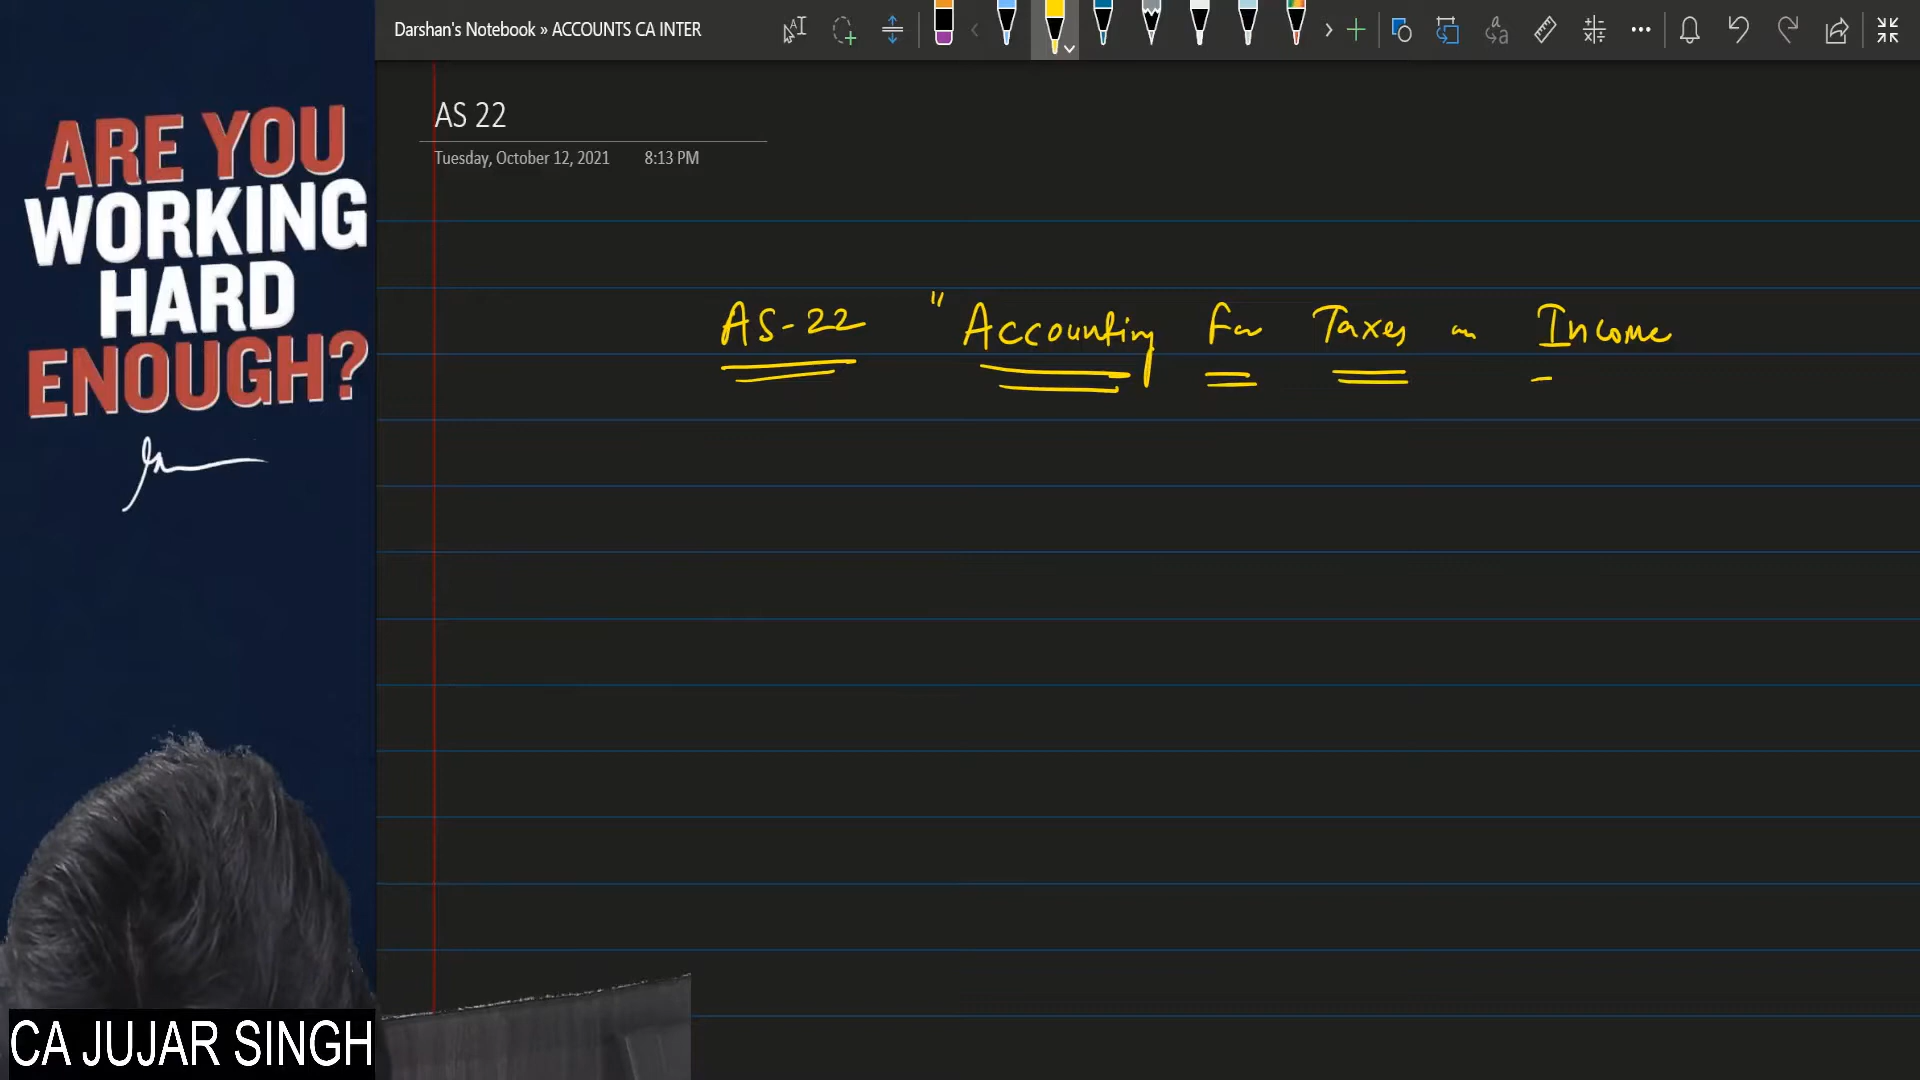 Darshan's Notebook » ACCOUNTS CA INTER
ARE YOU
WORKING
HARD
ENOUGH?
AS 22
Tuesday, October 12, 2021 8:13 PM
AS-22 " Accounting For Taxes on Income
CA JUJAR SINGH